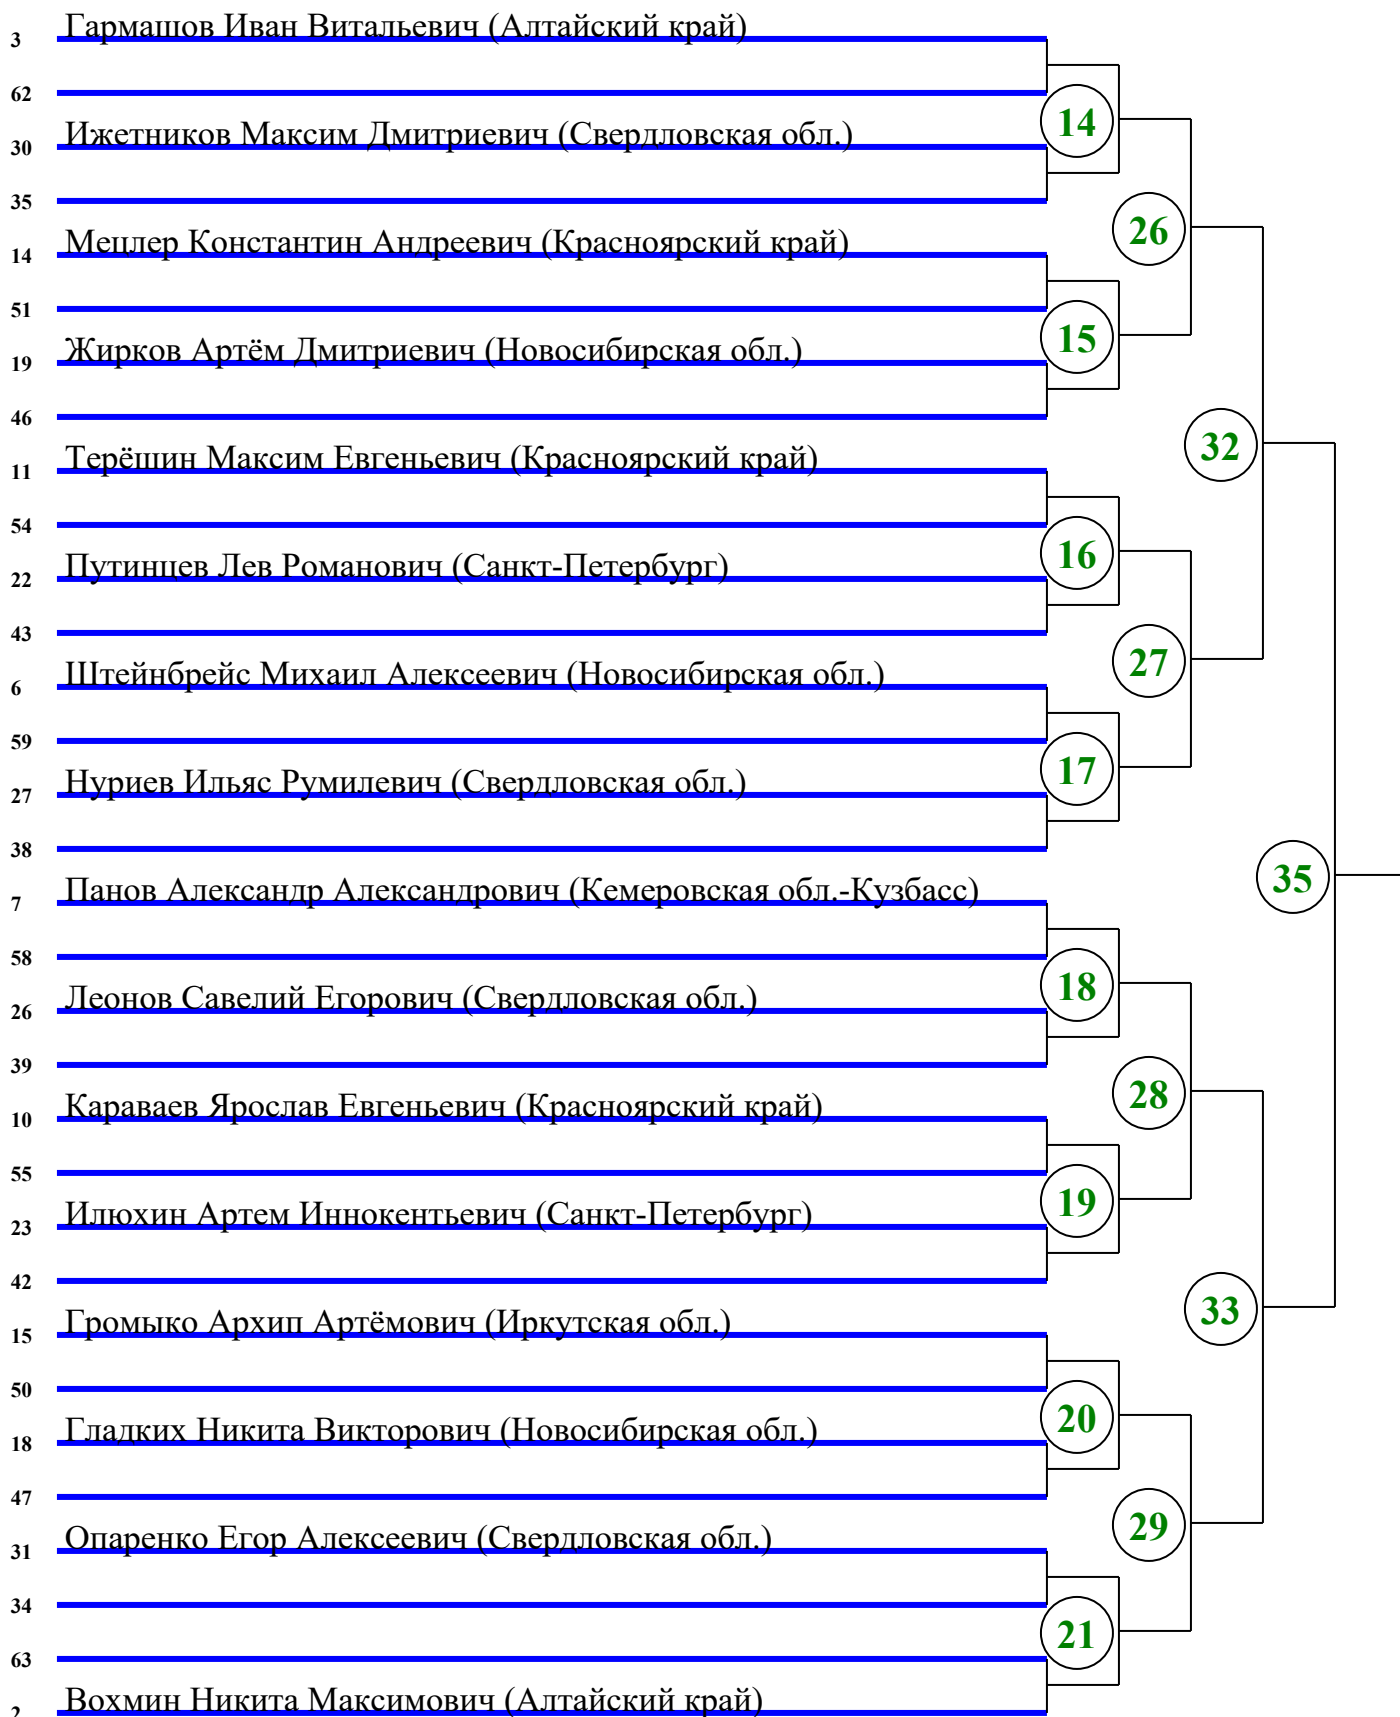 3 Гармашов Иван Витальевич (Алтайский край)
62
14
30 Ижетников Максим Дмитриевич (Свердловская обл.)
35
26
14 Мецлер Константин Андреевич (Красноярский край)
51
15
19 Жирков Артём Дмитриевич (Новосибирская обл.)
46
32
11 Терёшин Максим Евгеньевич (Красноярский край)
54
16
22 Путинцев Лев Романович (Санкт-Петербург)
43
27
6 Штейнбрейс Михаил Алексеевич (Новосибирская обл.)
59
17
27 Нуриев Ильяс Румилевич (Свердловская обл.)
38
35
7 Панов Александр Александрович (Кемеровская обл.-Кузбасс)
58
18
26 Леонов Савелий Егорович (Свердловская обл.)
39
28
10 Караваев Ярослав Евгеньевич (Красноярский край)
55
19
23 Илюхин Артем Иннокентьевич (Санкт-Петербург)
42
33
15 Громыко Архип Артёмович (Иркутская обл.)
50
20
18 Гладких Никита Викторович (Новосибирская обл.)
47
29
31 Опаренко Егор Алексеевич (Свердловская обл.)
34
21
63
2 Вохмин Никита Максимович (Алтайский край)